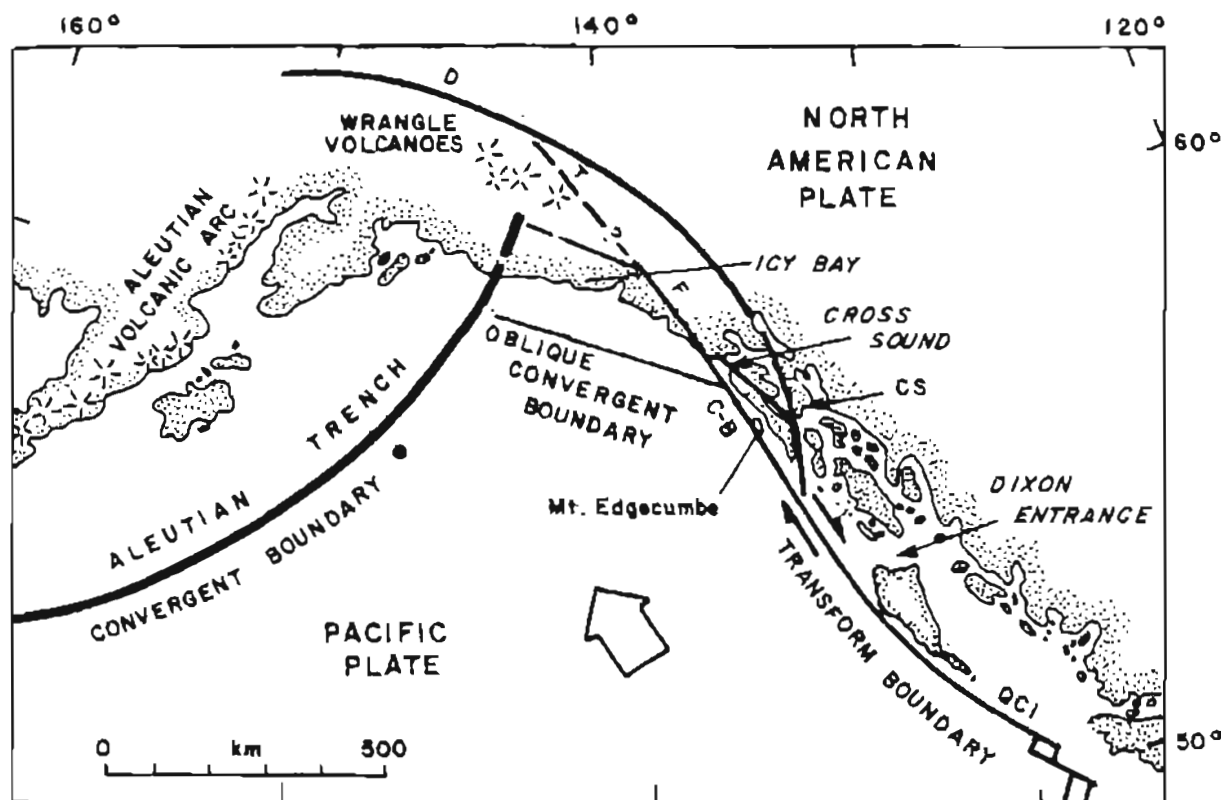 160°
140°
120°
D
WRANGLE
VOLCANOES
NORTH
AMERICAN
PLATE
60°
T
?
F
ALEUTIAN
VOLCANIC ARC
ICY BAY
CROSS
SOUND
CS
OBLIQUE
CONVERGENT
BOUNDARY
C-B
Mt. Edgecumbe
DIXON
ENTRANCE
ALEUTIAN TRENCH
CONVERGENT BOUNDARY
TRANSFORM BOUNDARY
PACIFIC
PLATE
QCI
50°
0 km 500